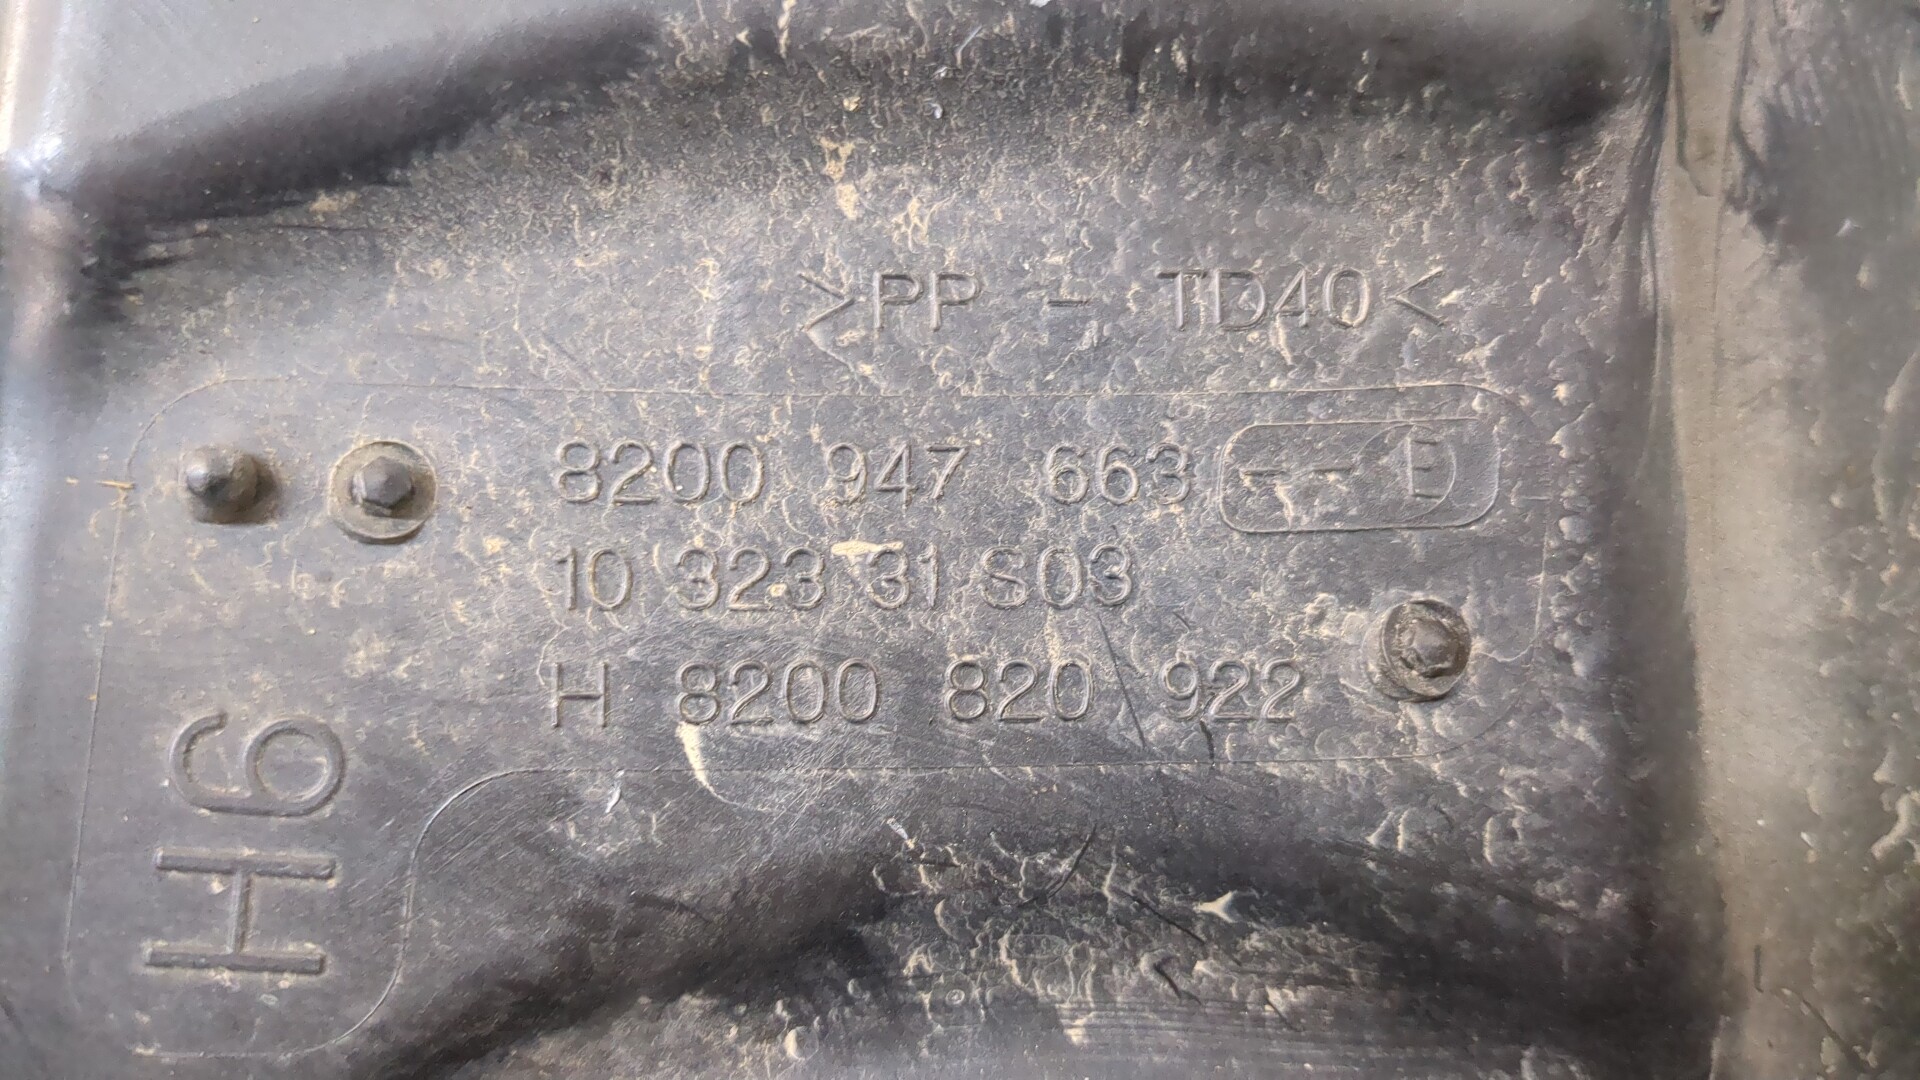 >PP - TD40<
8200 947 663 -- E
10 323 31 S03
H 8200 820 922
H6